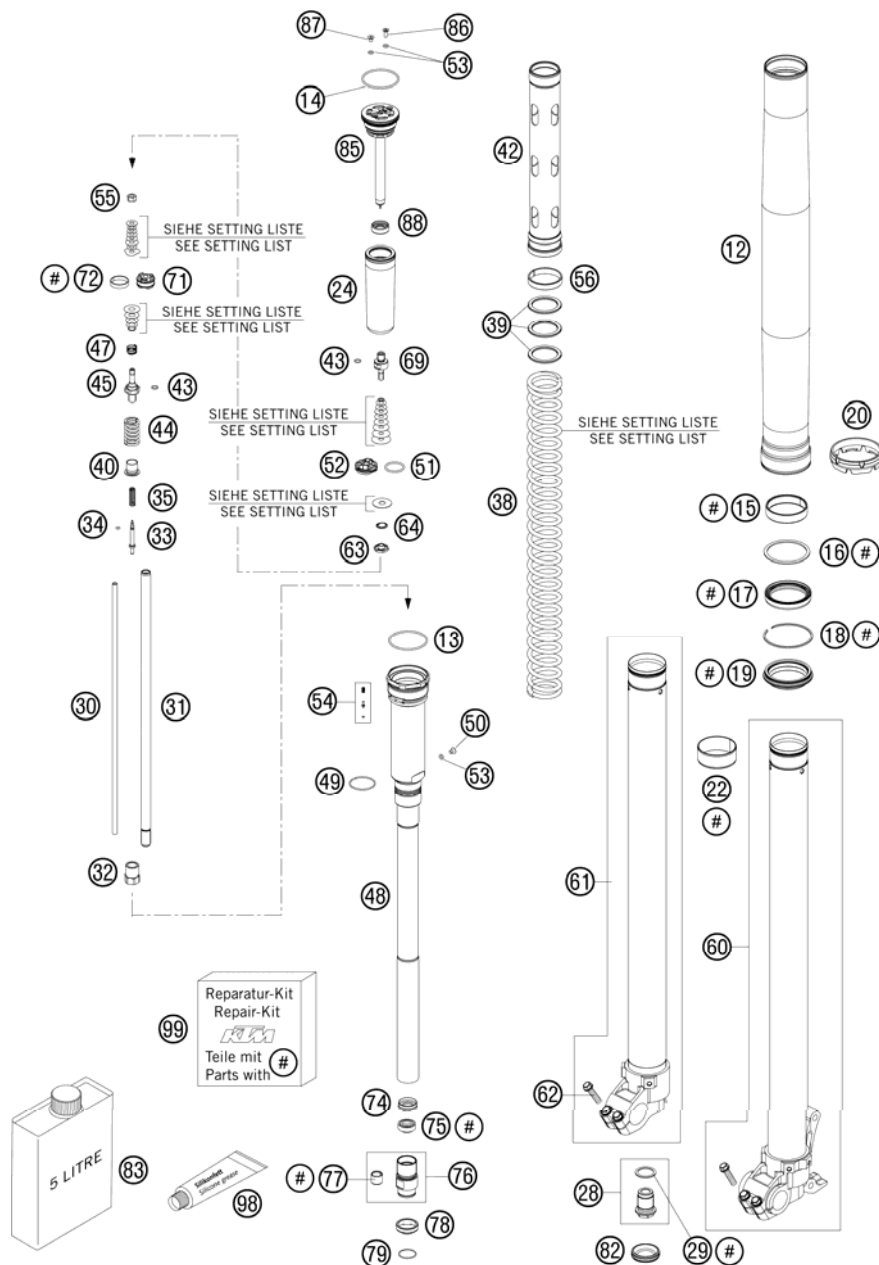 87
86
53
14
85
42
55
SIEHE SETTING LISTE
SEE SETTING LIST
88
12
# 72 71
24
56
SIEHE SETTING LISTE
SEE SETTING LIST
39
47
43 69
45 43
SIEHE SETTING LISTE
SEE SETTING LIST
20
44
SIEHE SETTING LISTE
SEE SETTING LIST
52 51
40
38
35
SIEHE SETTING LISTE
SEE SETTING LIST
# 15
34 33
64
63
16 #
# 17
13
18 #
# 19
30 31
54
50
53
49
22
#
32
48
61
60
Reparatur-Kit
Repair-Kit
KTM
Teile mit
Parts with #
99
62
74
75 #
5 LITRE
83
Silikonfett
Silicone grease
98
# 77 76
28
78
79
82 29 #